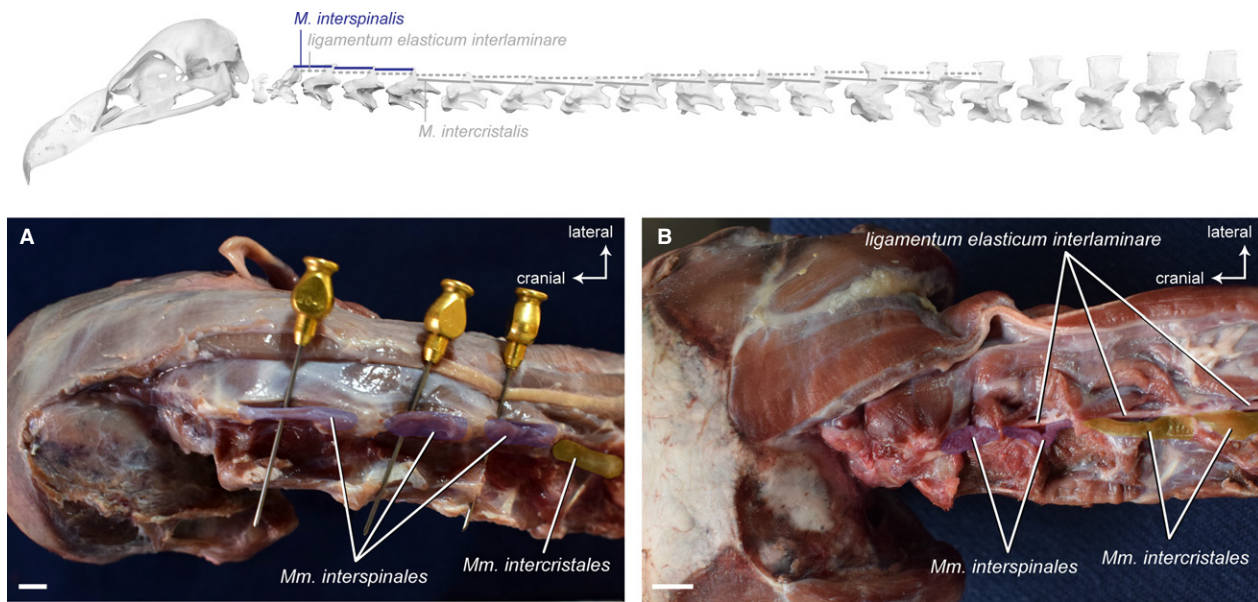 M. interspinalis
ligamentum elasticum interlaminare
M. intercristalis
A
lateral
cranial
Mm. interspinales
Mm. intercristales
B
ligamentum elasticum interlaminare
lateral
cranial
Mm. interspinales
Mm. intercristales